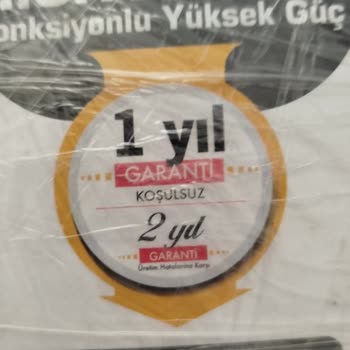 onksiyonlu Yüksek Güç
1 yıl
GARANTİ
KOŞULSUZ
2 yıl
GARANTİ
Üretim Hatalarına Karşı